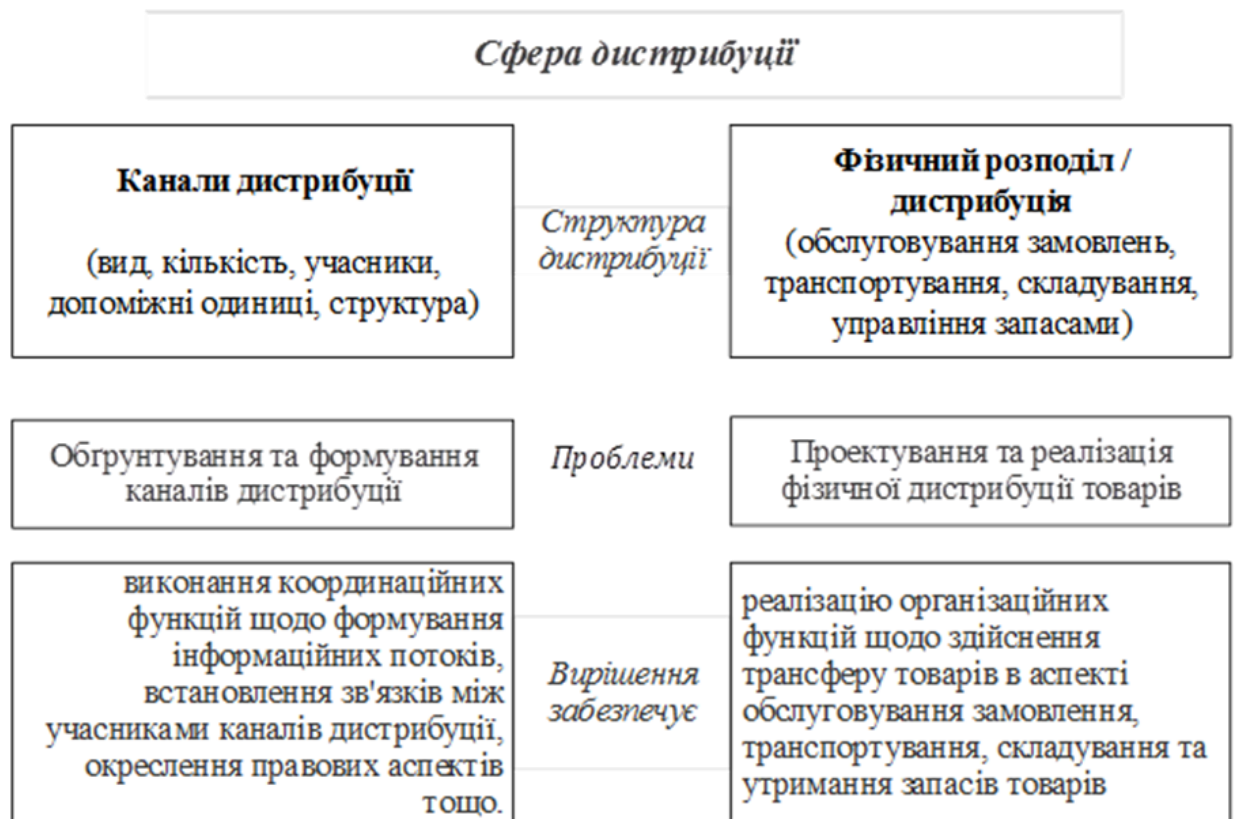 Сфера дистрибуції
Канали дистрибуції
(вид, кількість, учасники,
допоміжні одиниці, структура)
Структура
дистрибуції
Фізичний розподіл /
дистрибуція
(обслуговування замовлень,
транспортування, складування,
управління запасами)
Обґрунтування та формування
каналів дистрибуції
Проблеми
Проектування та реалізація
фізичної дистрибуції товарів
виконання координаційних
функцій щодо формування
інформаційних потоків,
встановлення зв'язків між
учасниками каналів дистрибуції,
окреслення правових аспектів
тощо.
Вирішення
забезпечує
реалізацію організаційних
функцій щодо здійснення
трансферу товарів в аспекті
обслуговування замовлення,
транспортування, складування та
утримання запасів товарів